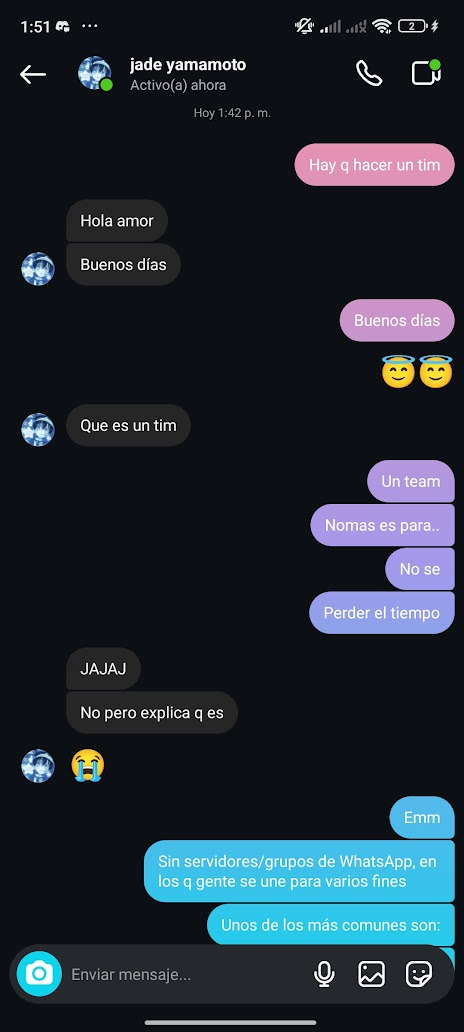 1:51
2
jade yamamoto
Activo(a) ahora
Hoy 1:42 p. m.
Hay q hacer un tim
Hola amor
Buenos días
Buenos días
Que es un tim
Un team
Nomas es para..
No se
Perder el tiempo
JAJAJ
No pero explica q es
Emm
Sin servidores/grupos de WhatsApp, en
los q gente se une para varios fines
Unos de los más comunes son:
Enviar mensaje...